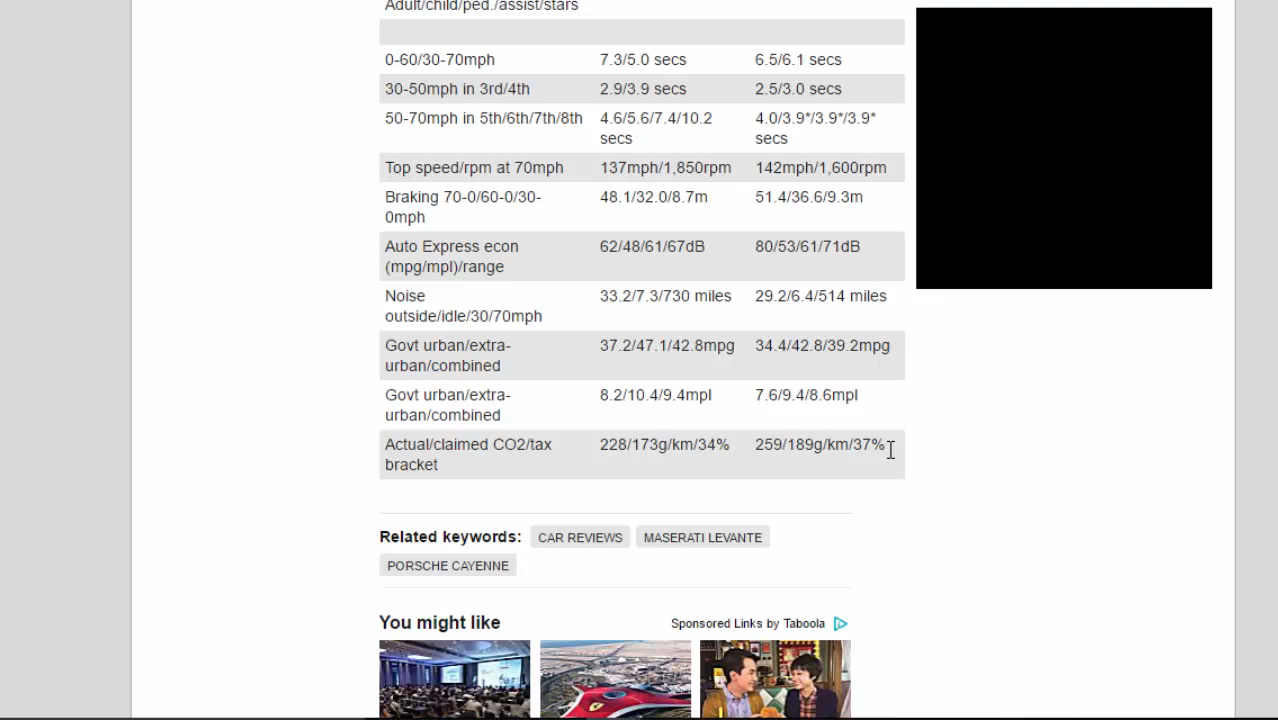 Adult/child/ped./assist/stars
0-60/30-70mph 7.3/5.0 secs 6.5/6.1 secs
30-50mph in 3rd/4th 2.9/3.9 secs 2.5/3.0 secs
50-70mph in 5th/6th/7th/8th 4.6/5.6/7.4/10.2 4.0/3.9*/3.9*/3.9*
secs secs
Top speed/rpm at 70mph 137mph/1,850rpm 142mph/1,600rpm
Braking 70-0/60-0/30- 48.1/32.0/8.7m 51.4/36.6/9.3m
0mph
Auto Express econ 62/48/61/67dB 80/53/61/71dB
(mpg/mpl)/range
Noise 33.2/7.3/730 miles 29.2/6.4/514 miles
outside/idle/30/70mph
Govt urban/extra- 37.2/47.1/42.8mpg 34.4/42.8/39.2mpg
urban/combined
Govt urban/extra- 8.2/10.4/9.4mpl 7.6/9.4/8.6mpl
urban/combined
Actual/claimed CO2/tax 228/173g/km/34% 259/189g/km/37%
bracket
Related keywords: CAR REVIEWS MASERATI LEVANTE
PORSCHE CAYENNE
You might like Sponsored Links by Taboola